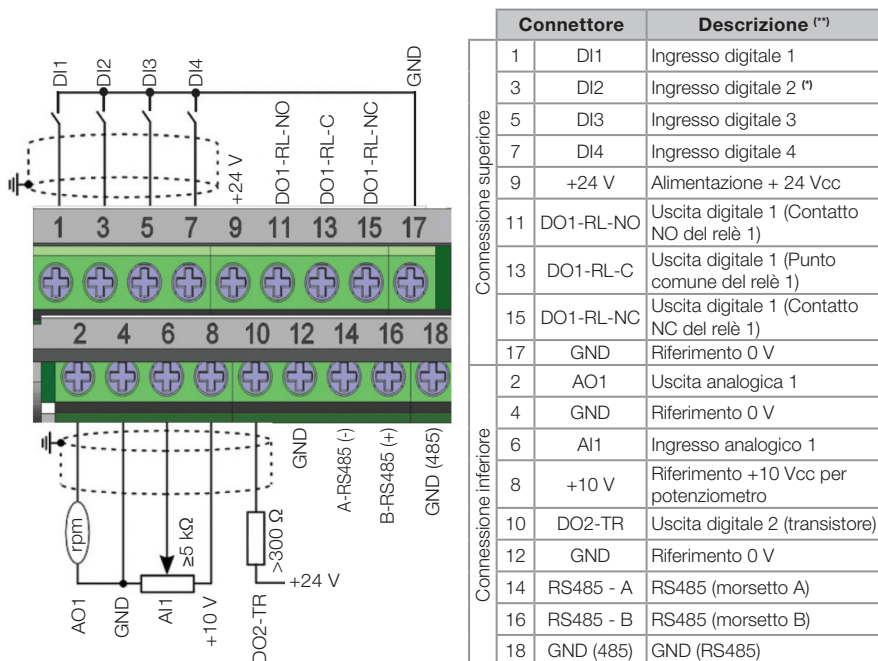 DI1
DI2
DI3
DI4
GND
+24 V
DO1-RL-NO
DO1-RL-C
DO1-RL-NC
1 3 5 7 9 11 13 15 17
2 4 6 8 10 12 14 16 18
GND
A-RS485 (-)
B-RS485 (+)
GND (485)
rpm
≥5 kΩ
>300 Ω
+24 V
AO1
GND
AI1
+10 V
DO2-TR
Connettore Descrizione (**)
Connessione superiore
1 DI1 Ingresso digitale 1
3 DI2 Ingresso digitale 2 (*)
5 DI3 Ingresso digitale 3
7 DI4 Ingresso digitale 4
9 +24 V Alimentazione + 24 Vcc
11 DO1-RL-NO Uscita digitale 1 (Contatto
NO del relè 1)
13 DO1-RL-C Uscita digitale 1 (Punto
comune del relè 1)
15 DO1-RL-NC Uscita digitale 1 (Contatto
NC del relè 1)
17 GND Riferimento 0 V
Connessione inferiore
2 AO1 Uscita analogica 1
4 GND Riferimento 0 V
6 AI1 Ingresso analogico 1
8 +10 V Riferimento +10 Vcc per
potenziometro
10 DO2-TR Uscita digitale 2 (transistore)
12 GND Riferimento 0 V
14 RS485 - A RS485 (morsetto A)
16 RS485 - B RS485 (morsetto B)
18 GND (485) GND (RS485)